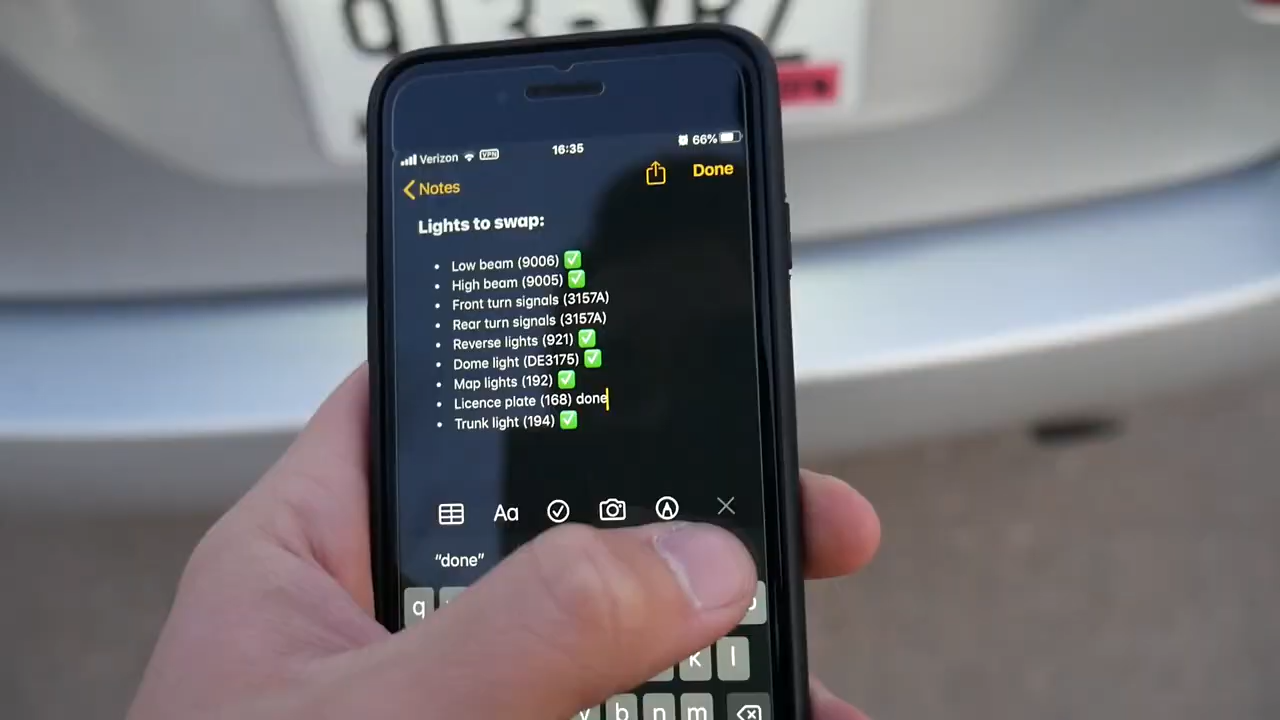 Verizon VPN 16:35 66%
Notes Done
Lights to swap:
• Low beam (9006) ✅
• High beam (9005) ✅
• Front turn signals (3157A)
• Rear turn signals (3157A)
• Reverse lights (921) ✅
• Dome light (DE3175) ✅
• Map lights (192) ✅
• Licence plate (168) done
• Trunk light (194) ✅
Aa
“done”
q
k l
b n m